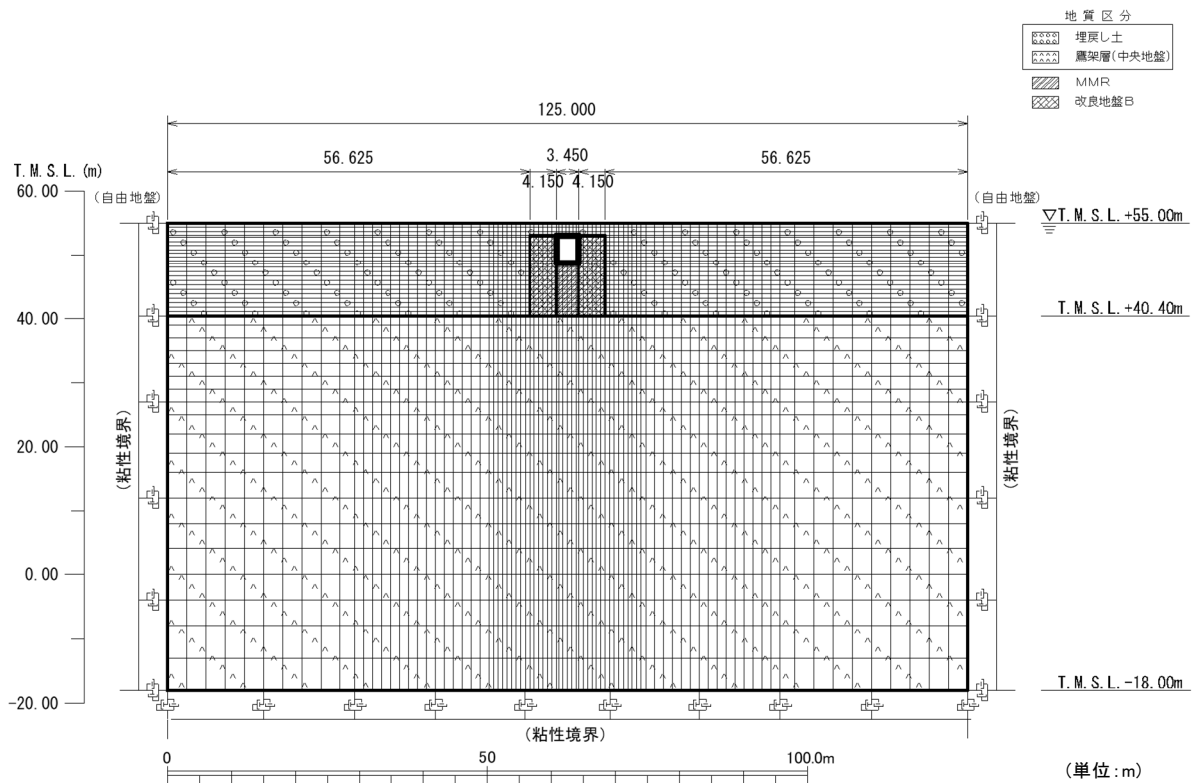 地質区分
埋戻し土
鷹架層(中央地盤)
MMR
改良地盤B
125.000
56.625
3.450
56.625
4.150
4.150
T.M.S.L.(m)
60.00
40.00
20.00
0.00
-20.00
(自由地盤)
(自由地盤)
▽T.M.S.L.+55.00m
T.M.S.L.+40.40m
T.M.S.L.-18.00m
(粘性境界)
(粘性境界)
(粘性境界)
0
50
100.0m
(単位:m)